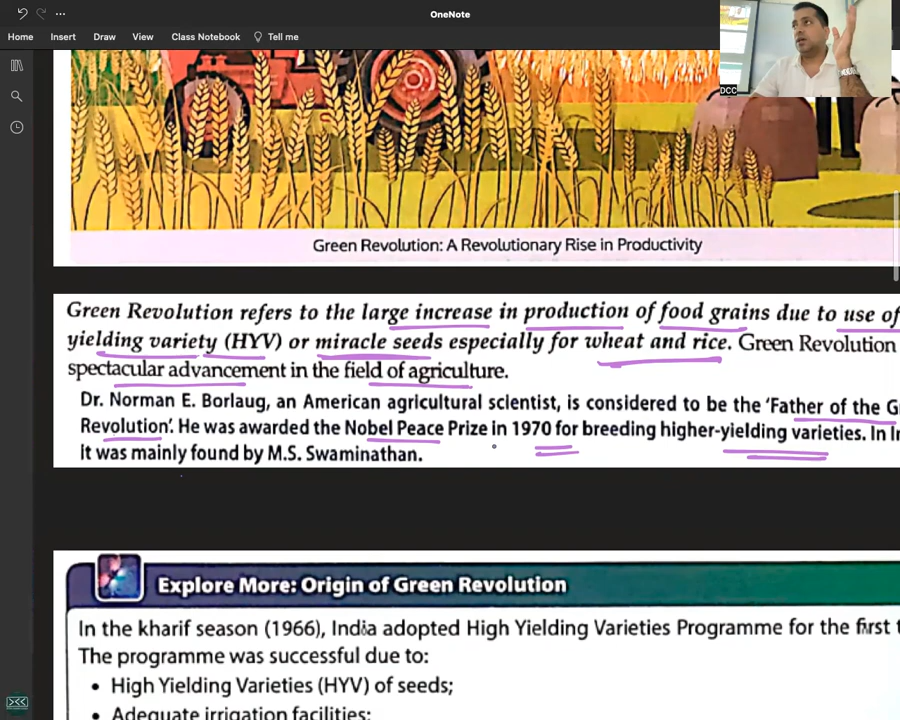 OneNote
Home Insert Draw View Class Notebook Tell me
DCC
Green Revolution: A Revolutionary Rise in Productivity
Green Revolution refers to the large increase in production of food grains due to use of
yielding variety (HYV) or miracle seeds especially for wheat and rice. Green Revolution
spectacular advancement in the field of agriculture.
Dr. Norman E. Borlaug, an American agricultural scientist, is considered to be the 'Father of the G
Revolution'. He was awarded the Nobel Peace Prize in 1970 for breeding higher-yielding varieties. In
it was mainly found by M.S. Swaminathan.
Explore More: Origin of Green Revolution
In the kharif season (1966), India adopted High Yielding Varieties Programme for the first
The programme was successful due to:
• High Yielding Varieties (HYV) of seeds;
• Adequate irrigation facilities;